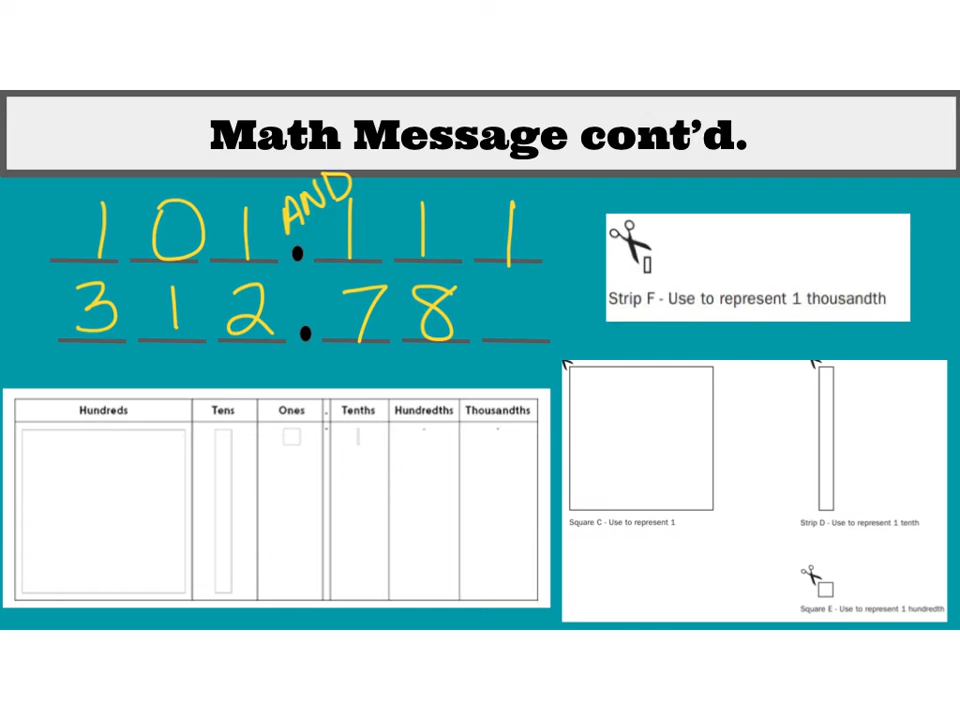 Math Message cont'd.
AND
101.111
312.78
Strip F - Use to represent 1 thousandth
Hundreds Tens Ones . Tenths Hundredths Thousandths
Square C - Use to represent 1
Strip D - Use to represent 1 tenth
Square E - Use to represent 1 hundredth